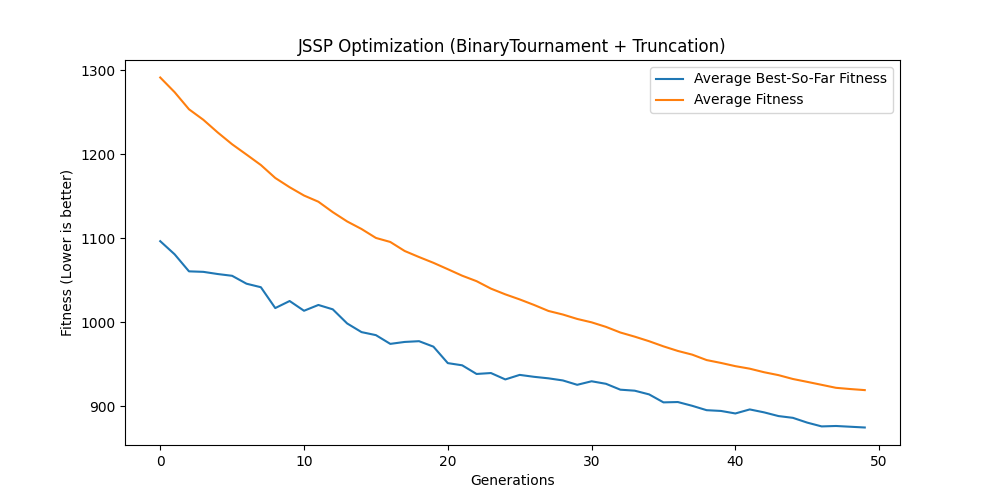 JSSP Optimization (BinaryTournament + Truncation)
Average Best-So-Far Fitness
Average Fitness
Fitness (Lower is better)
1300
1200
1100
1000
900
0 10 20 30 40 50
Generations